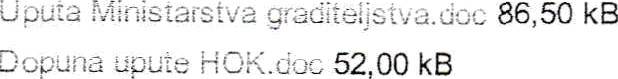 Uputa Ministarstva graditeljstva.doc 86,50 kB
Dopuna upute HOK.doc 52,00 kB